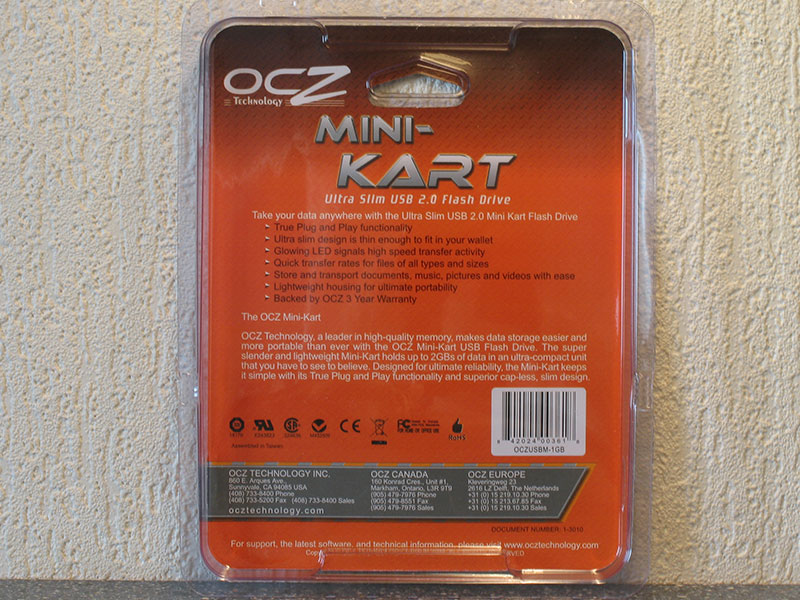 OCZ
Technology
MINI-
KART
Ultra Slim USB 2.0 Flash Drive
Take your data anywhere with the Ultra Slim USB 2.0 Mini Kart Flash Drive
True Plug and Play functionality
Ultra slim design is thin enough to fit in your wallet
Glowing LED signals high speed transfer activity
Quick transfer rates for files of all types and sizes
Store and transport documents, music, pictures and videos with ease
Lightweight housing for ultimate portability
Backed by OCZ 3 Year Warranty
The OCZ Mini-Kart
OCZ Technology, a leader in high-quality memory, makes data storage easier and
more portable than ever with the OCZ Mini-Kart USB Flash Drive. The super
slender and lightweight Mini-Kart holds up to 2GBs of data in an ultra-compact unit
that you have to see to believe. Designed for ultimate reliability, the Mini-Kart keeps
it simple with its True Plug and Play functionality and superior cap-less, slim design.
CE
FC
FOR HOME OR OFFICE USE
RoHS
Assembled in Taiwan
8 42024 00361 8
OCZUSBM-1GB
OCZ TECHNOLOGY INC.
860 E. Arques Ave.,
Sunnyvale, CA 94085 USA
(408) 733-8400 Phone
(408) 733-5200 Fax (408) 733-8400 Sales
ocztechnology.com
OCZ CANADA
160 Konrad Cres., Unit #1,
Markham, Ontario, L3R 9T9
(905) 479-7976 Phone
(905) 479-8551 Fax
(905) 479-7976 Sales
OCZ EUROPE
Kleveringweg 23
2616 LZ Delft, The Netherlands
+31 (0) 15 219.10.30 Phone
+31 (0) 15 213.67.85 Fax
+31 (0) 15 219.10.30 Sales
DOCUMENT NUMBER: 1-3010
For support, the latest software, and technical information, please visit www.ocztechnology.com